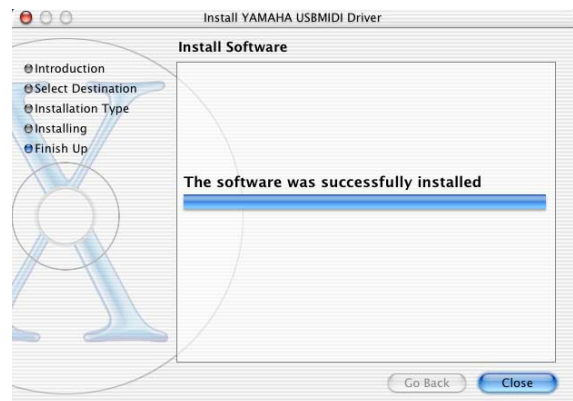 Install YAMAHA USBMIDI Driver
Install Software
Introduction
Select Destination
Installation Type
Installing
Finish Up
The software was successfully installed
Go Back
Close